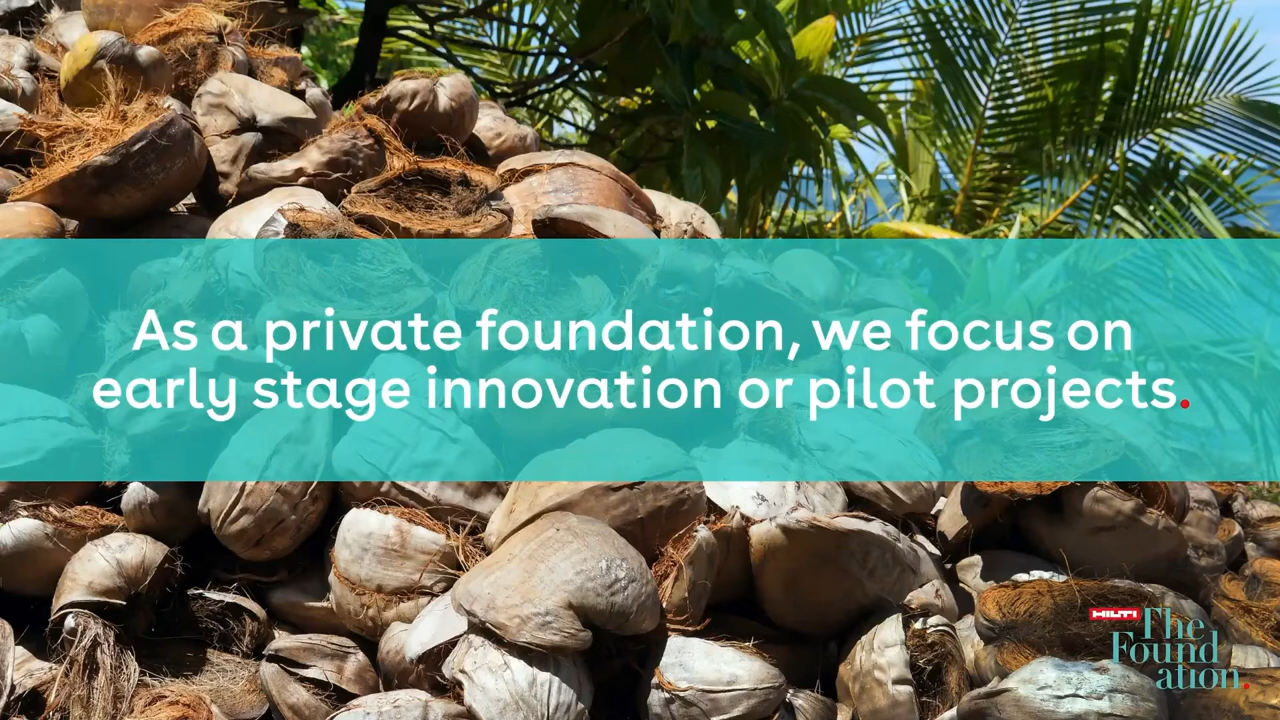 As a private foundation, we focus on
early stage innovation or pilot projects.
HILTI The
Found
ation.